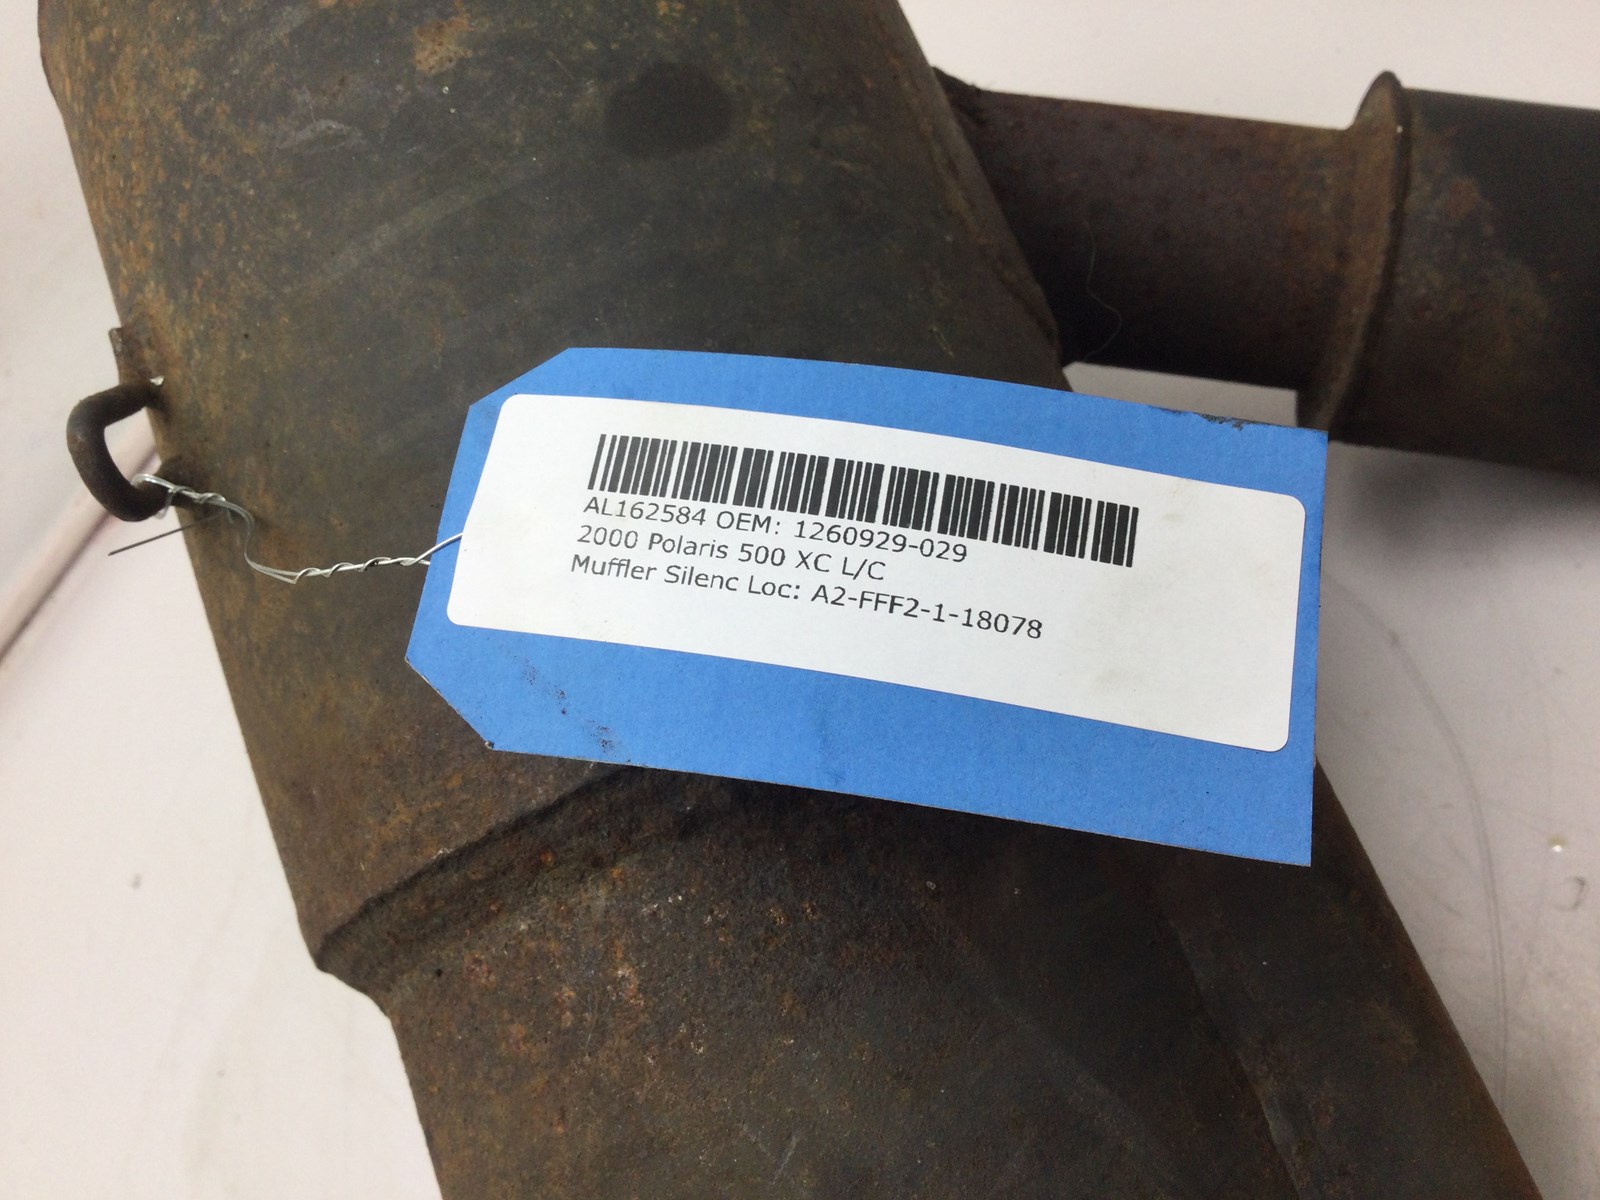 AL162584 OEM: 1260929-029
2000 Polaris 500 XC L/C
Muffler Silenc Loc: A2-FFF2-1-18078